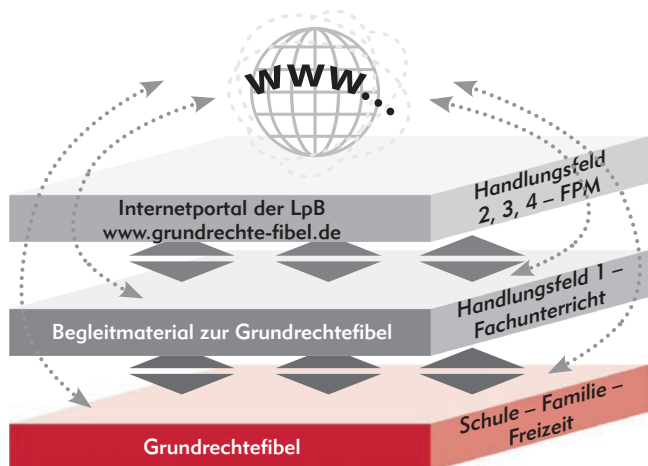 www...
Internetportal der LpB
www.grundrechte-fibel.de
Handlungsfeld
2, 3, 4 – FPM
Begleitmaterial zur Grundrechtefibel
Handlungsfeld 1 –
Fachunterricht
Grundrechtefibel
Schule – Familie –
Freizeit